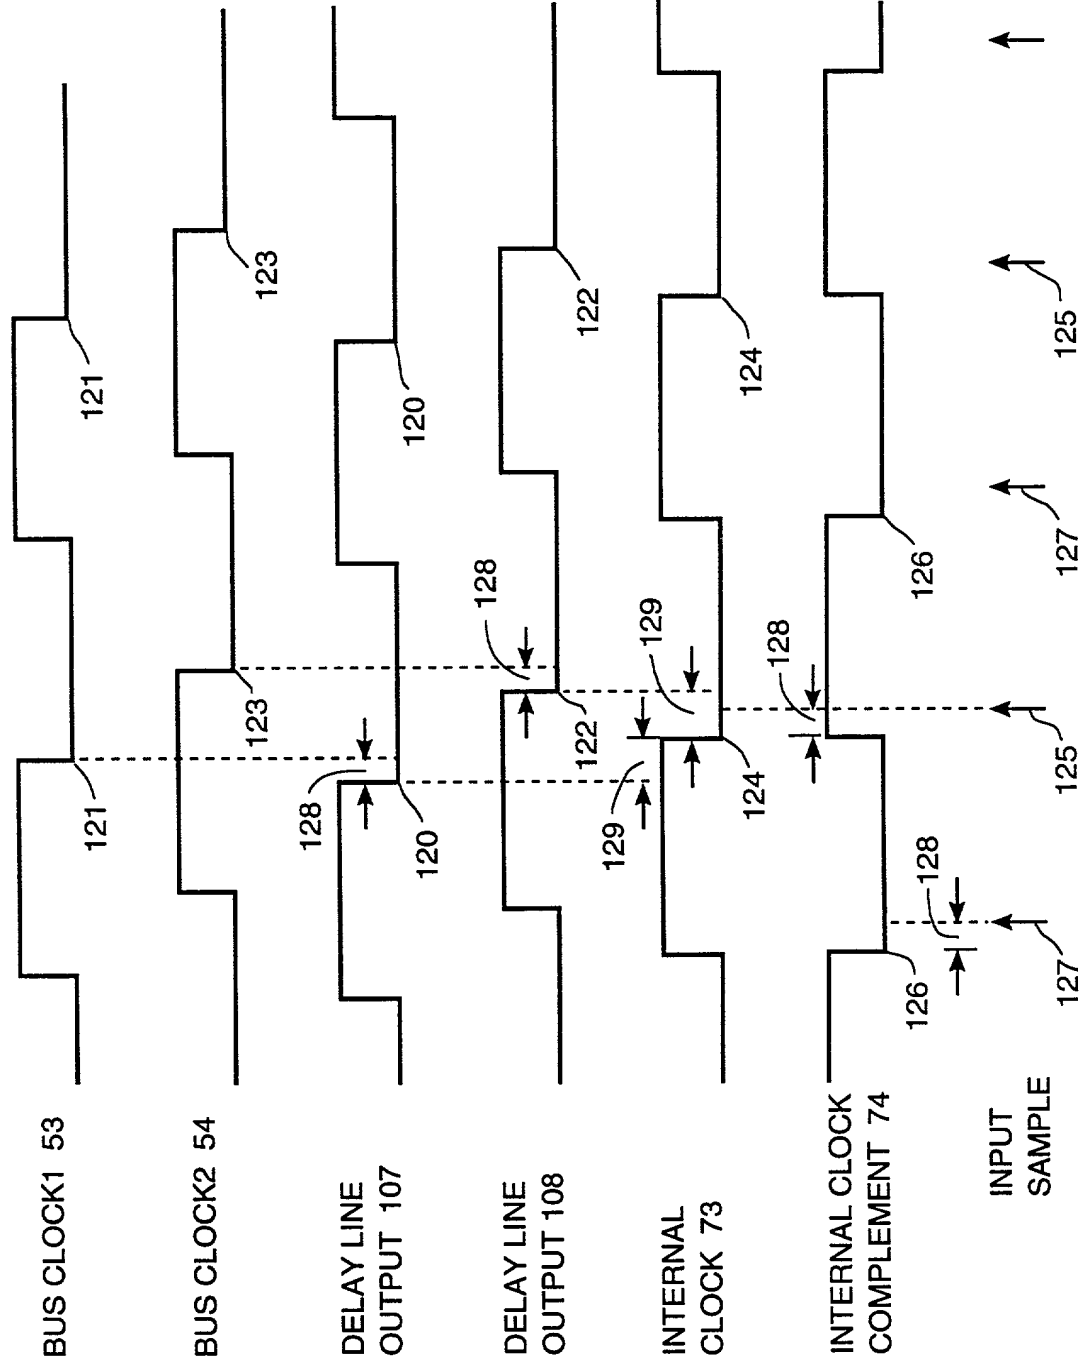 BUS CLOCK1 53
121
121
BUS CLOCK2 54
123
123
DELAY LINE
OUTPUT 107
128
120
120
DELAY LINE
OUTPUT 108
122
128
122
INTERNAL
CLOCK 73
129
124
129
124
INTERNAL CLOCK
COMPLEMENT 74
126
128
128
126
INPUT
SAMPLE
127
125
127
125